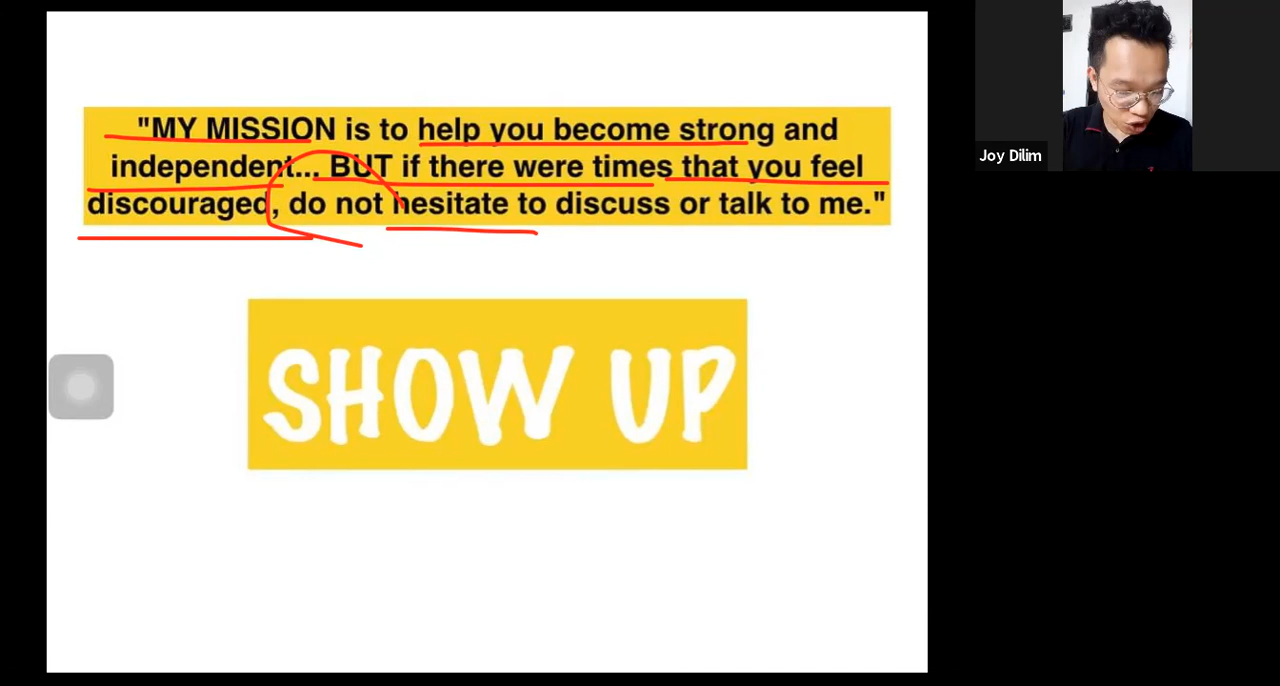 "MY MISSION is to help you become strong and
independent... BUT if there were times that you feel
discouraged, do not hesitate to discuss or talk to me."
SHOW UP
Joy Dilim